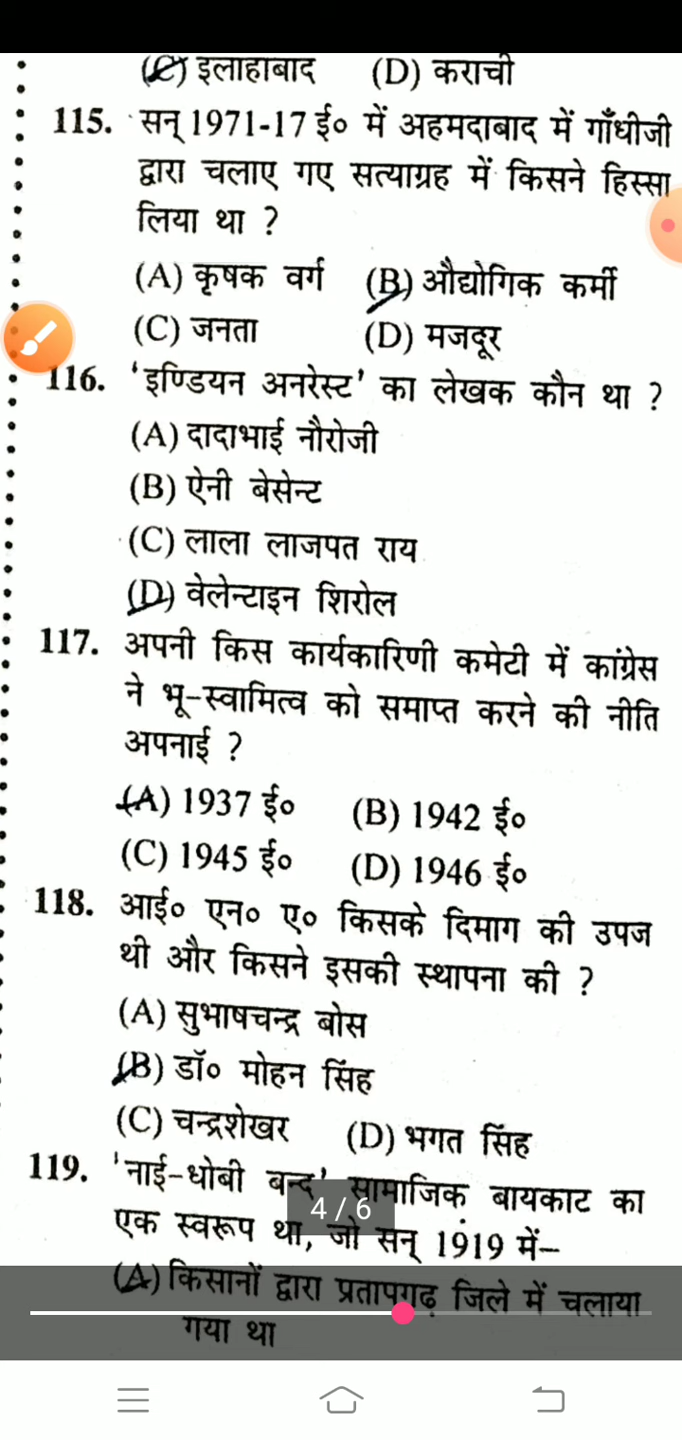 (C) इलाहाबाद (D) कराची
115. सन् 1971-17 ई० में अहमदाबाद में गाँधीजी
द्वारा चलाए गए सत्याग्रह में किसने हिस्सा
लिया था ?
(A) कृषक वर्ग (B) औद्योगिक कर्मी
(C) जनता (D) मजदूर
116. 'इण्डियन अनरेस्ट' का लेखक कौन था ?
(A) दादाभाई नौरोजी
(B) ऐनी बेसेन्ट
(C) लाला लाजपत राय
(D) वेलेन्टाइन शिरोल
117. अपनी किस कार्यकारिणी कमेटी में कांग्रेस
ने भू-स्वामित्व को समाप्त करने की नीति
अपनाई ?
(A) 1937 ई० (B) 1942 ई०
(C) 1945 ई० (D) 1946 ई०
118. आई० एन० ए० किसके दिमाग की उपज
थी और किसने इसकी स्थापना की ?
(A) सुभाषचन्द्र बोस
(B) डॉ० मोहन सिंह
(C) चन्द्रशेखर (D) भगत सिंह
119. 'नाई-धोबी बन्द' सामाजिक बायकाट का
एक स्वरूप था, जो सन् 1919 में–
4 / 6
(A) किसानों द्वारा प्रतापगढ़ जिले में चलाया
गया था